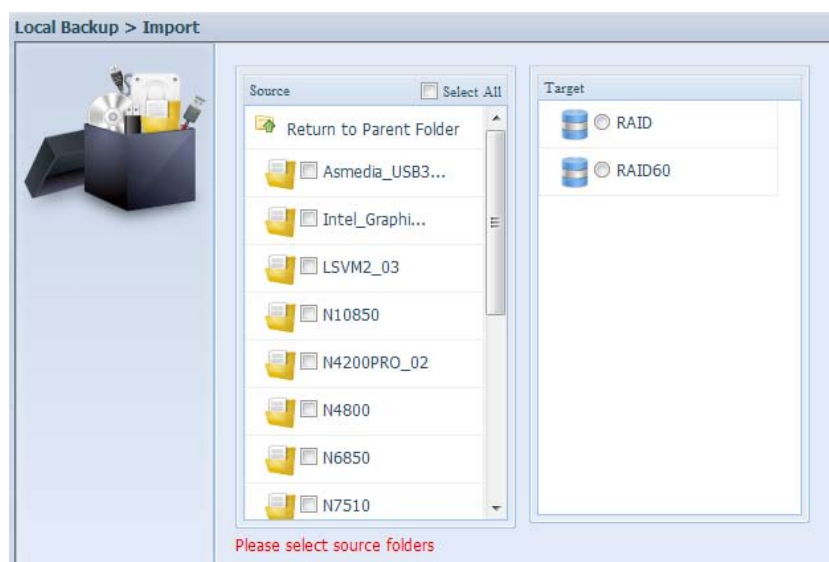 Local Backup > Import
Source
Select All
Return to Parent Folder
Asmedia_USB3...
Intel_Graphi...
LSVM2_03
N10850
N4200PRO_02
N4800
N6850
N7510
Target
RAID
RAID60
Please select source folders